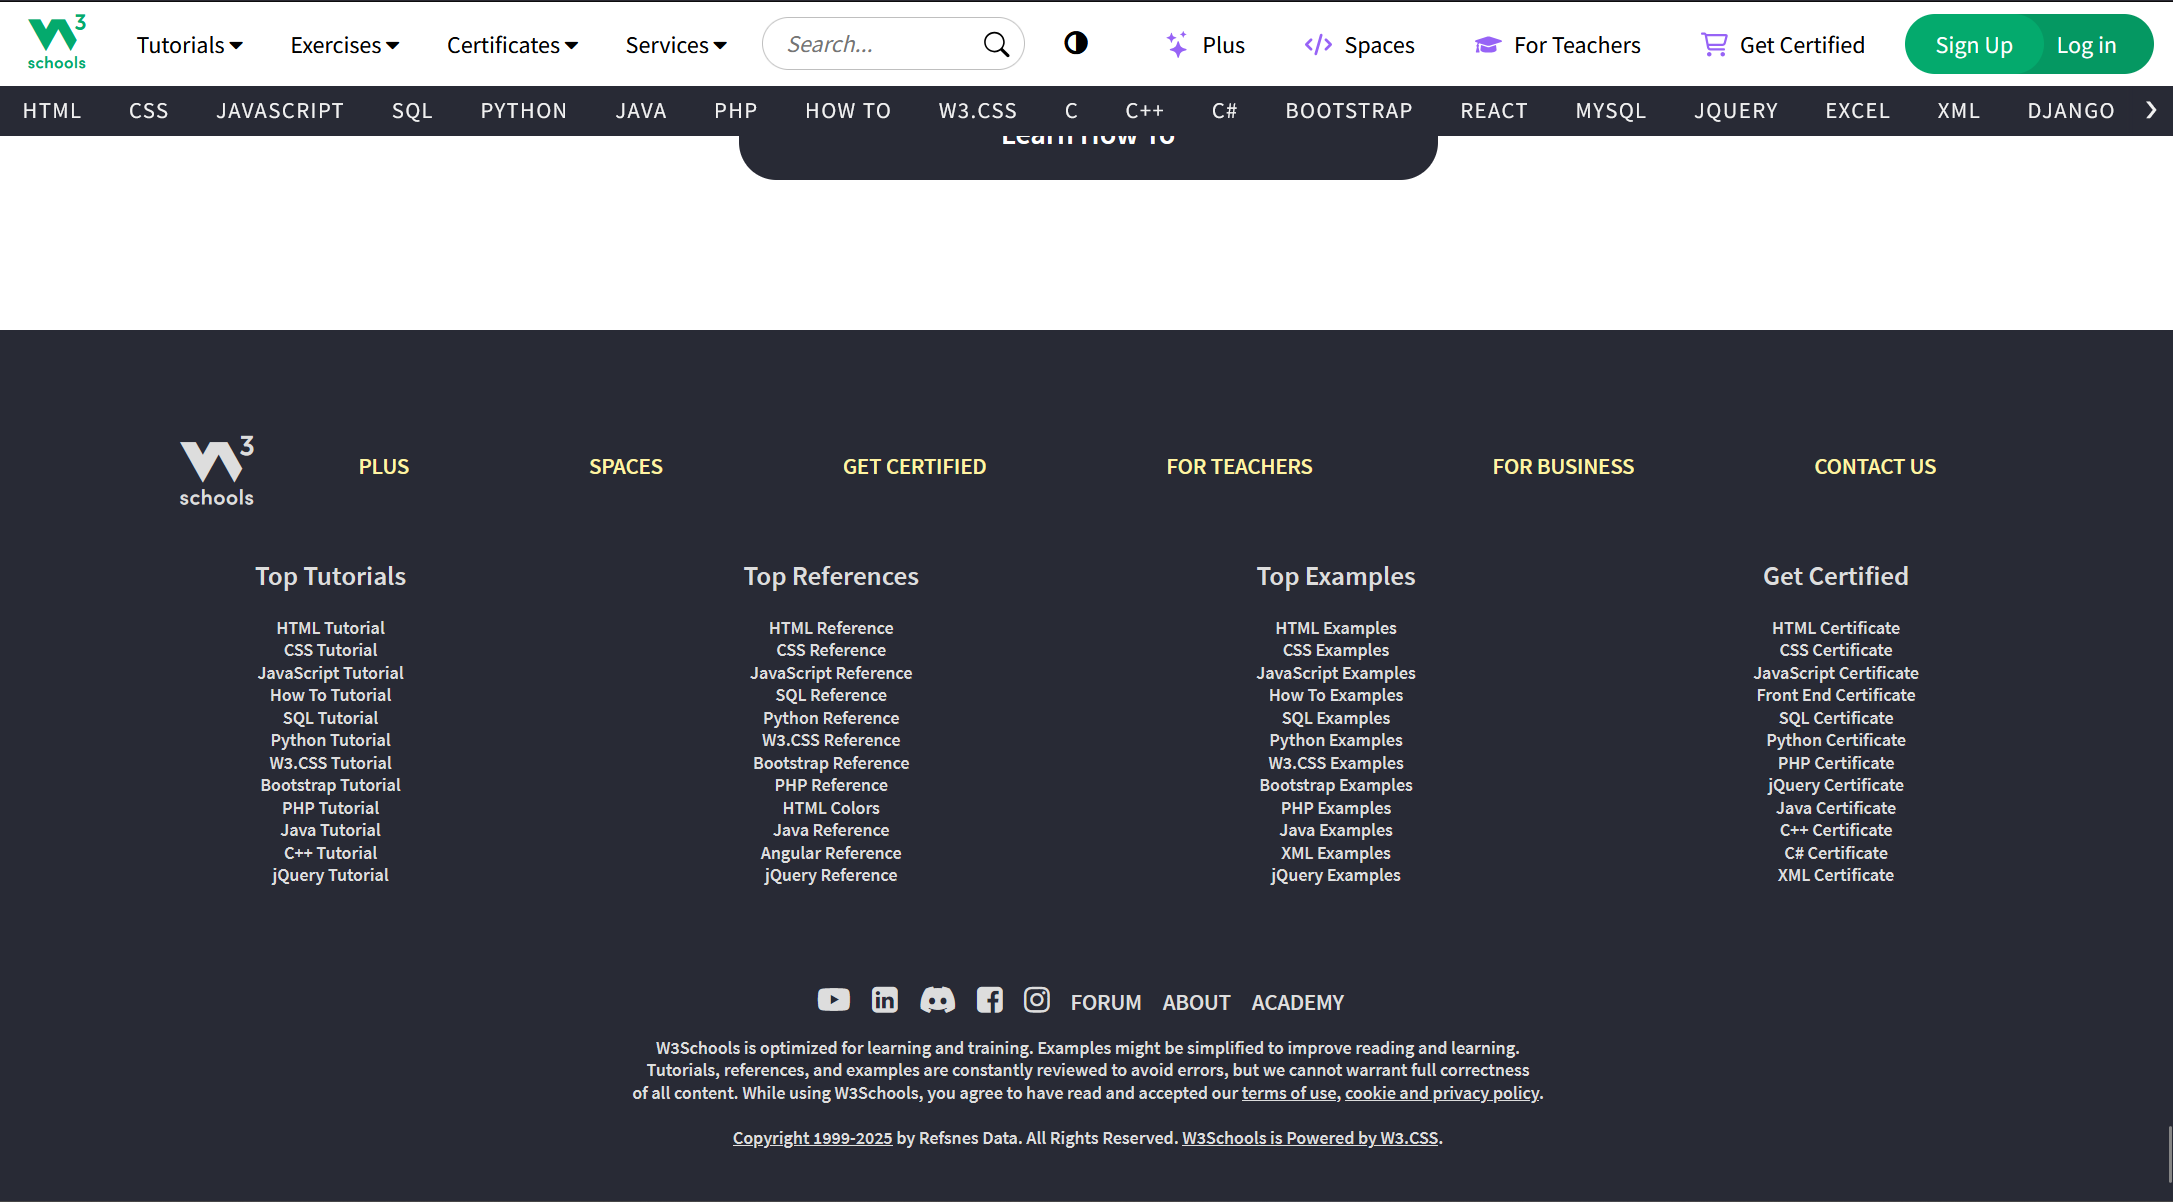 W3 schools
Tutorials Exercises Certificates Services Search... Plus Spaces For Teachers Get Certified Sign Up Log in
HTML CSS JAVASCRIPT SQL PYTHON JAVA PHP HOW TO W3.CSS C C++ C# BOOTSTRAP REACT MYSQL JQUERY EXCEL XML DJANGO
Learn How To
W3 schools
PLUS SPACES GET CERTIFIED FOR TEACHERS FOR BUSINESS CONTACT US
Top Tutorials
HTML Tutorial
CSS Tutorial
JavaScript Tutorial
How To Tutorial
SQL Tutorial
Python Tutorial
W3.CSS Tutorial
Bootstrap Tutorial
PHP Tutorial
Java Tutorial
C++ Tutorial
jQuery Tutorial
Top References
HTML Reference
CSS Reference
JavaScript Reference
SQL Reference
Python Reference
W3.CSS Reference
Bootstrap Reference
PHP Reference
HTML Colors
Java Reference
Angular Reference
jQuery Reference
Top Examples
HTML Examples
CSS Examples
JavaScript Examples
How To Examples
SQL Examples
Python Examples
W3.CSS Examples
Bootstrap Examples
PHP Examples
Java Examples
XML Examples
jQuery Examples
Get Certified
HTML Certificate
CSS Certificate
JavaScript Certificate
Front End Certificate
SQL Certificate
Python Certificate
PHP Certificate
jQuery Certificate
Java Certificate
C++ Certificate
C# Certificate
XML Certificate
FORUM ABOUT ACADEMY
W3Schools is optimized for learning and training. Examples might be simplified to improve reading and learning.
Tutorials, references, and examples are constantly reviewed to avoid errors, but we cannot warrant full correctness
of all content. While using W3Schools, you agree to have read and accepted our terms of use, cookie and privacy policy.
Copyright 1999-2025 by Refsnes Data. All Rights Reserved. W3Schools is Powered by W3.CSS.